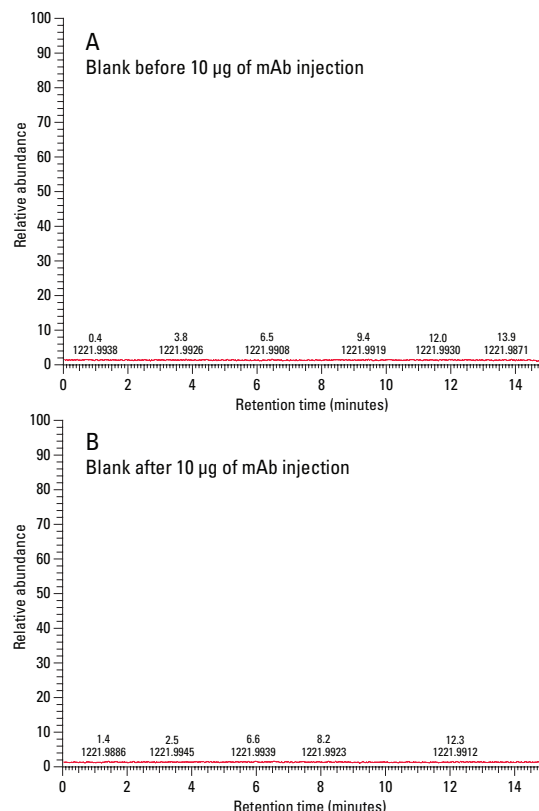 A
Blank before 10 µg of mAb injection
Relative abundance
100
90
80
70
60
50
40
30
20
10
0
0.4 3.8 6.5 9.4 12.0 13.9
1221.9938 1221.9926 1221.9908 1221.9919 1221.9930 1221.9871
0 2 4 6 8 10 12 14
Retention time (minutes)
B
Blank after 10 µg of mAb injection
Relative abundance
100
90
80
70
60
50
40
30
20
10
0
1.4 2.5 6.6 8.2 12.3
1221.9886 1221.9945 1221.9939 1221.9923 1221.9912
0 2 4 6 8 10 12 14
Retention time (minutes)